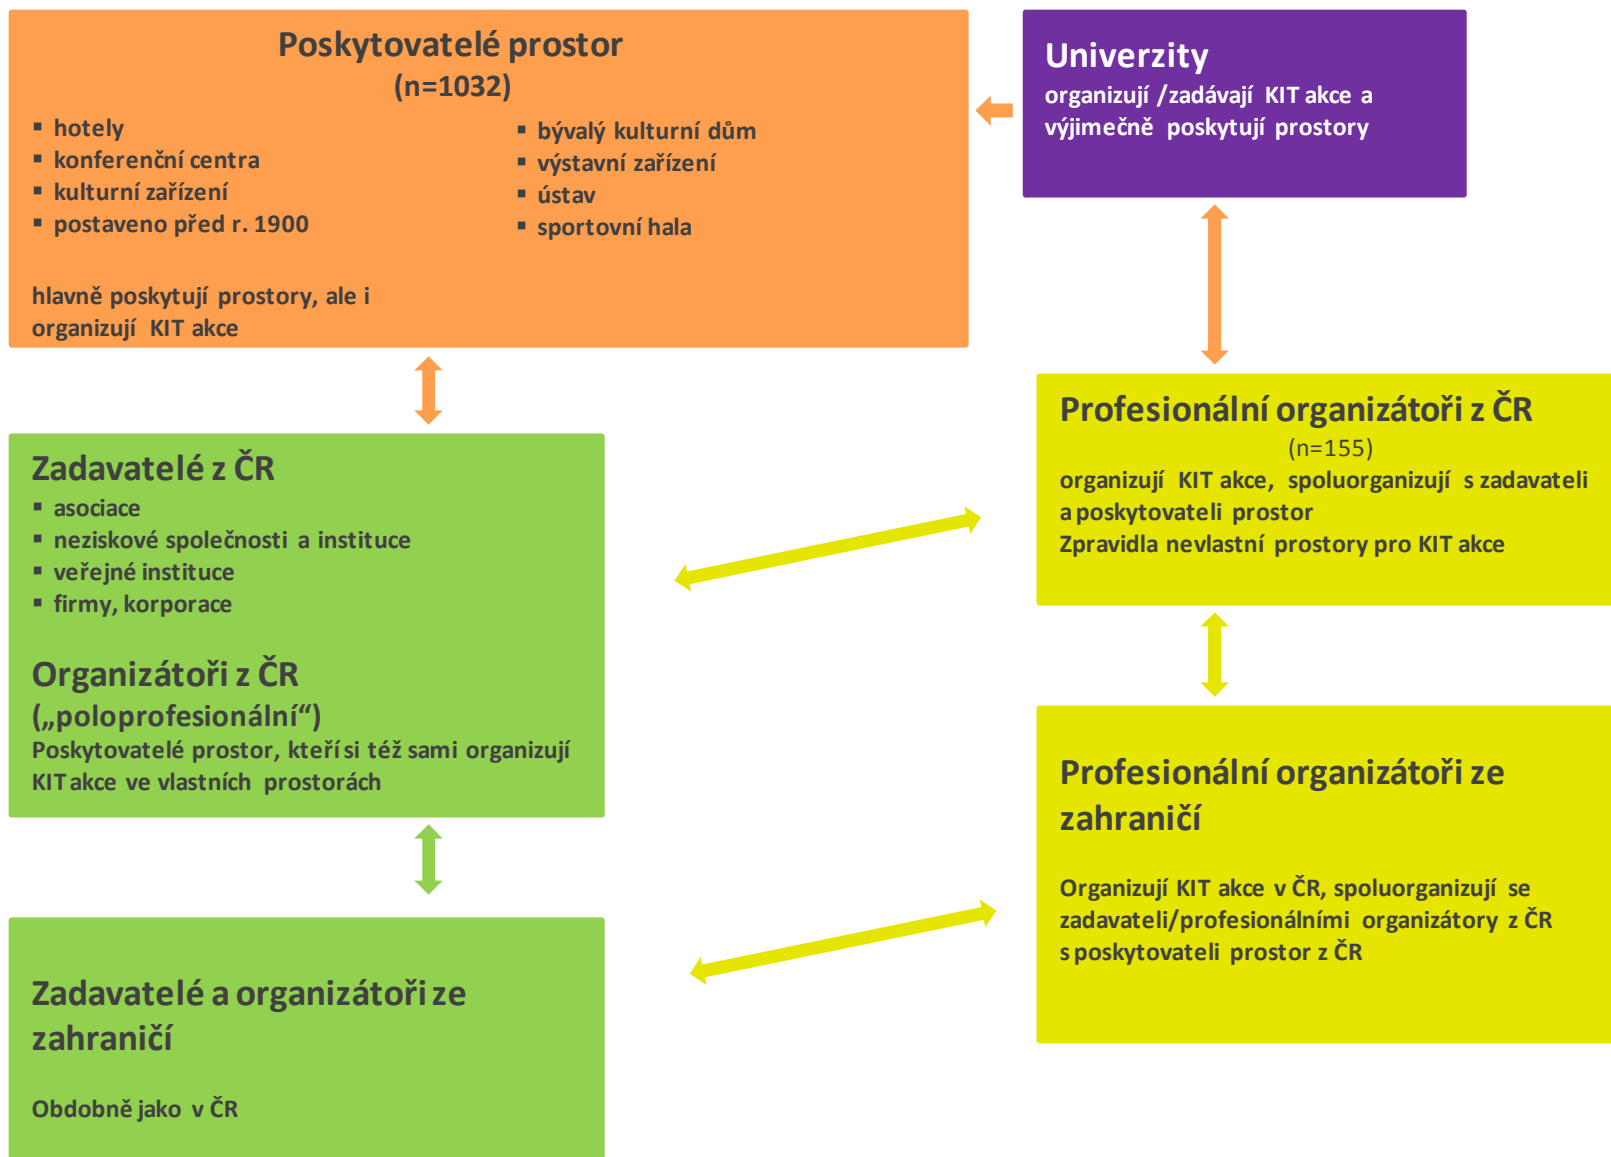 Poskytovatelé prostor
(n=1032)
▪ hotely
▪ konferenční centra
▪ kulturní zařízení
▪ postaveno před r. 1900
▪ bývalý kulturní dům
▪ výstavní zařízení
▪ ústav
▪ sportovní hala
hlavně poskytují prostory, ale i
organizují KIT akce
Univerzity
organizují /zadávají KIT akce a
výjimečně poskytují prostory
Zadavatelé z ČR
▪ asociace
▪ neziskové společnosti a instituce
▪ veřejné instituce
▪ firmy, korporace
Organizátoři z ČR
(„poloprofesionální“)
Poskytovatelé prostor, kteří si též sami organizují
KIT akce ve vlastních prostorách
Profesionální organizátoři z ČR
(n=155)
organizují KIT akce, spoluorganizují s zadavateli
a poskytovateli prostor
Zpravidla nevlastní prostory pro KIT akce
Profesionální organizátoři ze
zahraničí
Organizují KIT akce v ČR, spoluorganizují se
zadavateli/profesionálními organizátory z ČR
s poskytovateli prostor z ČR
Zadavatelé a organizátoři ze
zahraničí
Obdobně jako v ČR